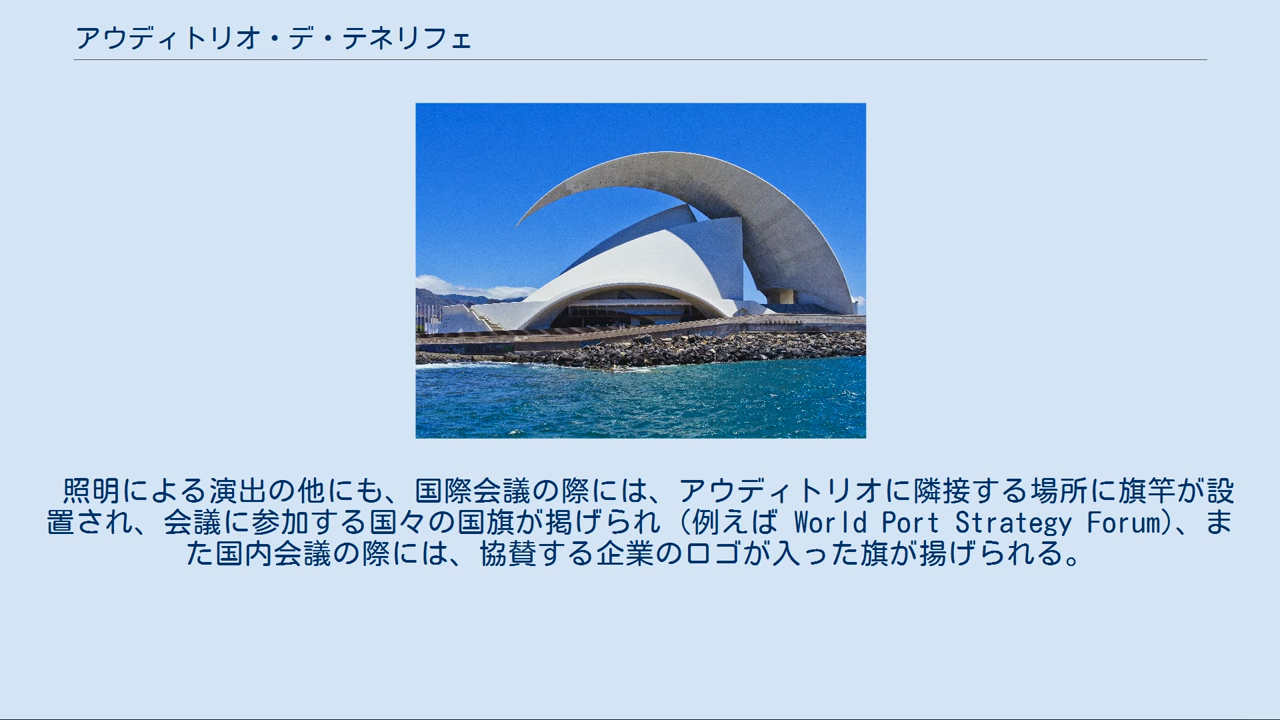 アウディトリオ・デ・テネリフェ
照明による演出の他にも、国際会議の際には、アウディトリオに隣接する場所に旗竿が設
置され、会議に参加する国々の国旗が掲げられ（例えば World Port Strategy Forum)、ま
た国内会議の際には、協賛する企業のロゴが入った旗が揚げられる。